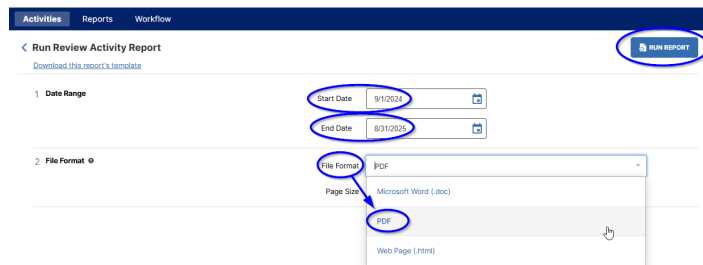 Activities Reports Workflow
Run Review Activity Report
RUN REPORT
Download this report's template
1 Date Range
Start Date 9/1/2024
End Date 8/31/2025
2 File Format
File Format PDF
Page Size
Microsoft Word (.doc)
PDF
Web Page (.html)